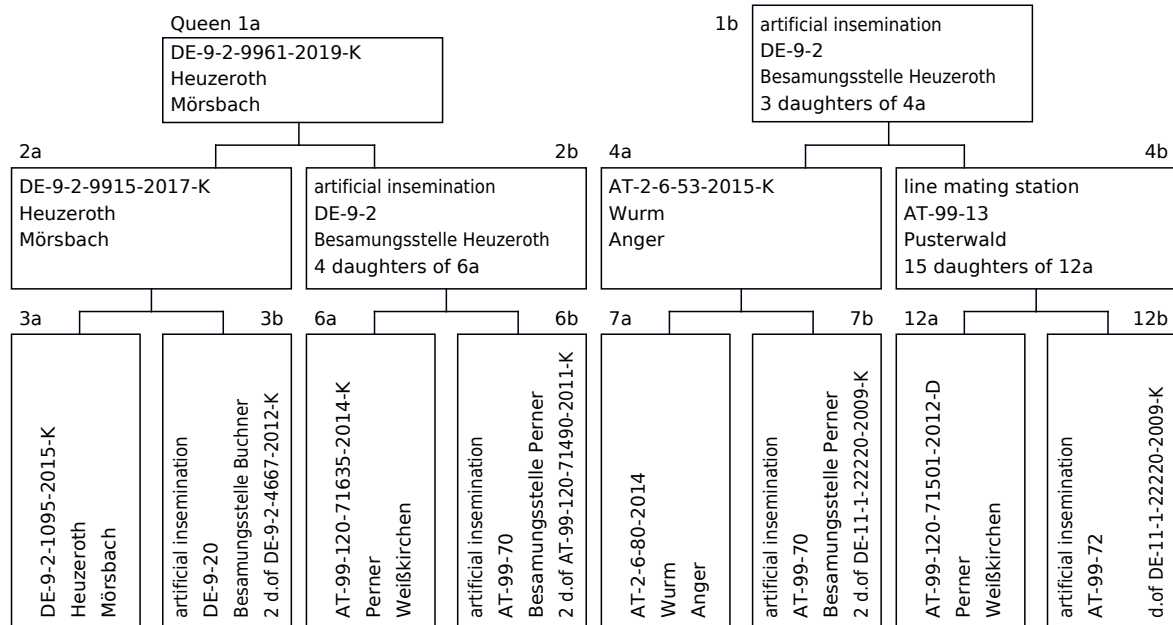 Queen 1a
DE-9-2-9961-2019-K
Heuzeroth
Mörsbach
1b
artificial insemination
DE-9-2
Besamungsstelle Heuzeroth
3 daughters of 4a
2a
DE-9-2-9915-2017-K
Heuzeroth
Mörsbach
2b
artificial insemination
DE-9-2
Besamungsstelle Heuzeroth
4 daughters of 6a
4a
AT-2-6-53-2015-K
Wurm
Anger
4b
line mating station
AT-99-13
Pusterwald
15 daughters of 12a
3a
DE-9-2-1095-2015-K
Heuzeroth
Mörsbach
3b
artificial insemination
DE-9-20
Besamungsstelle Buchner
2 d.of DE-9-2-4667-2012-K
6a
AT-99-120-71635-2014-K
Perner
Weißkirchen
6b
artificial insemination
AT-99-70
Besamungsstelle Perner
2 d.of AT-99-120-71490-2011-K
7a
AT-2-6-80-2014
Wurm
Anger
7b
artificial insemination
AT-99-70
Besamungsstelle Perner
2 d.of DE-11-1-22220-2009-K
12a
AT-99-120-71501-2012-D
Perner
Weißkirchen
12b
artificial insemination
AT-99-72
d.of DE-11-1-22220-2009-K